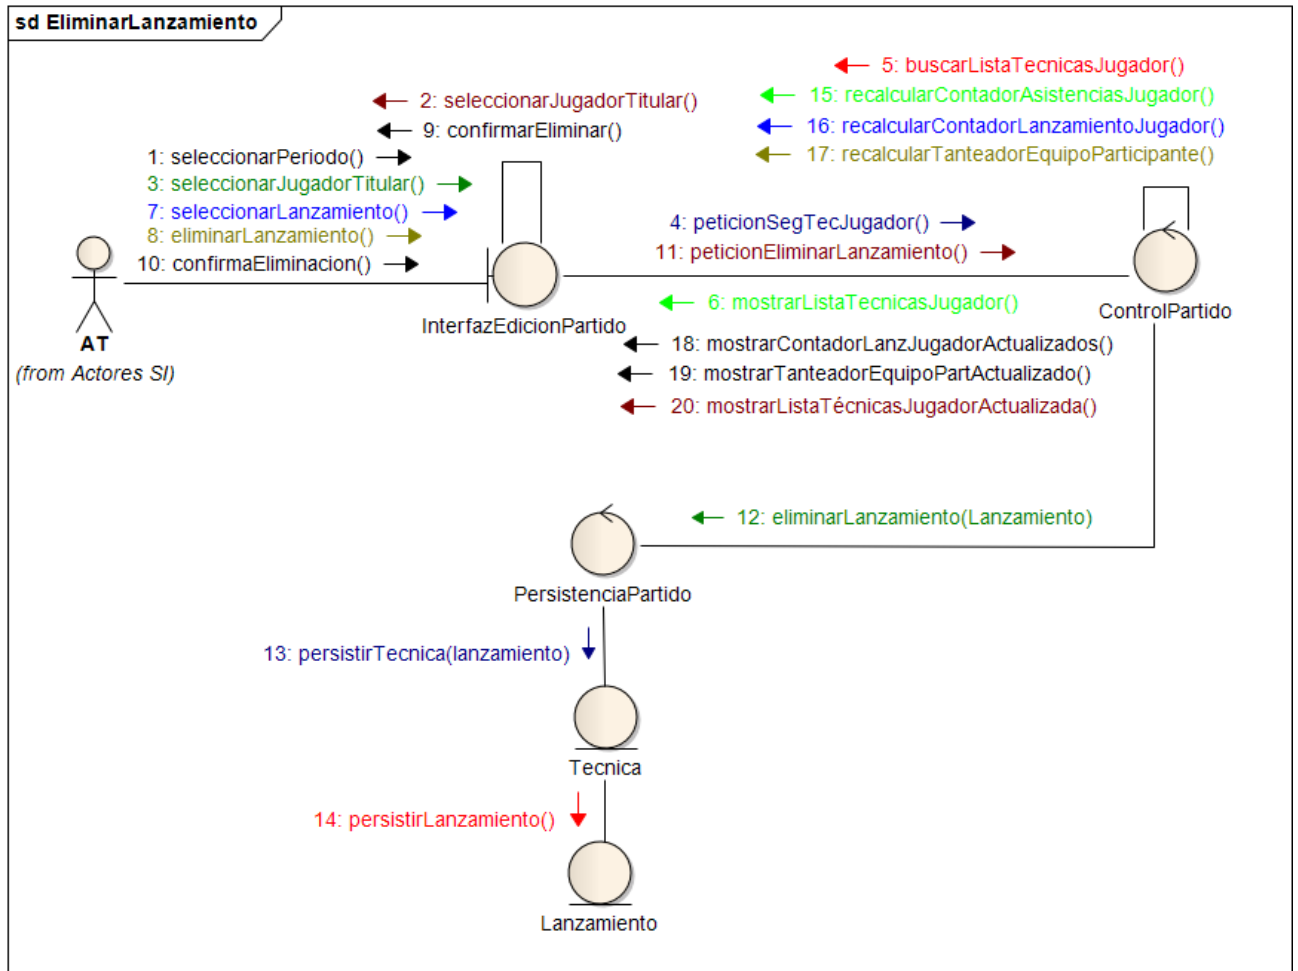 sd EliminarLanzamiento
5: buscarListaTecnicasJugador()
2: seleccionarJugadorTitular()
15: recalcularContadorAsistenciasJugador()
9: confirmarEliminar()
16: recalcularContadorLanzamientoJugador()
1: seleccionarPeriodo()
17: recalcularTanteadorEquipoParticipante()
3: seleccionarJugadorTitular()
7: seleccionarLanzamiento()
4: peticionSegTecJugador()
8: eliminarLanzamiento()
11: peticionEliminarLanzamiento()
10: confirmaEliminacion()
6: mostrarListaTecnicasJugador()
ControlPartido
InterfazEdicionPartido
AT
18: mostrarContadorLanzJugadorActualizados()
(from Actores SI)
19: mostrarTanteadorEquipoPartActualizado()
20: mostrarListaTécnicasJugadorActualizada()
12: eliminarLanzamiento(Lanzamiento)
PersistenciaPartido
13: persistirTecnica(lanzamiento)
Tecnica
14: persistirLanzamiento()
Lanzamiento